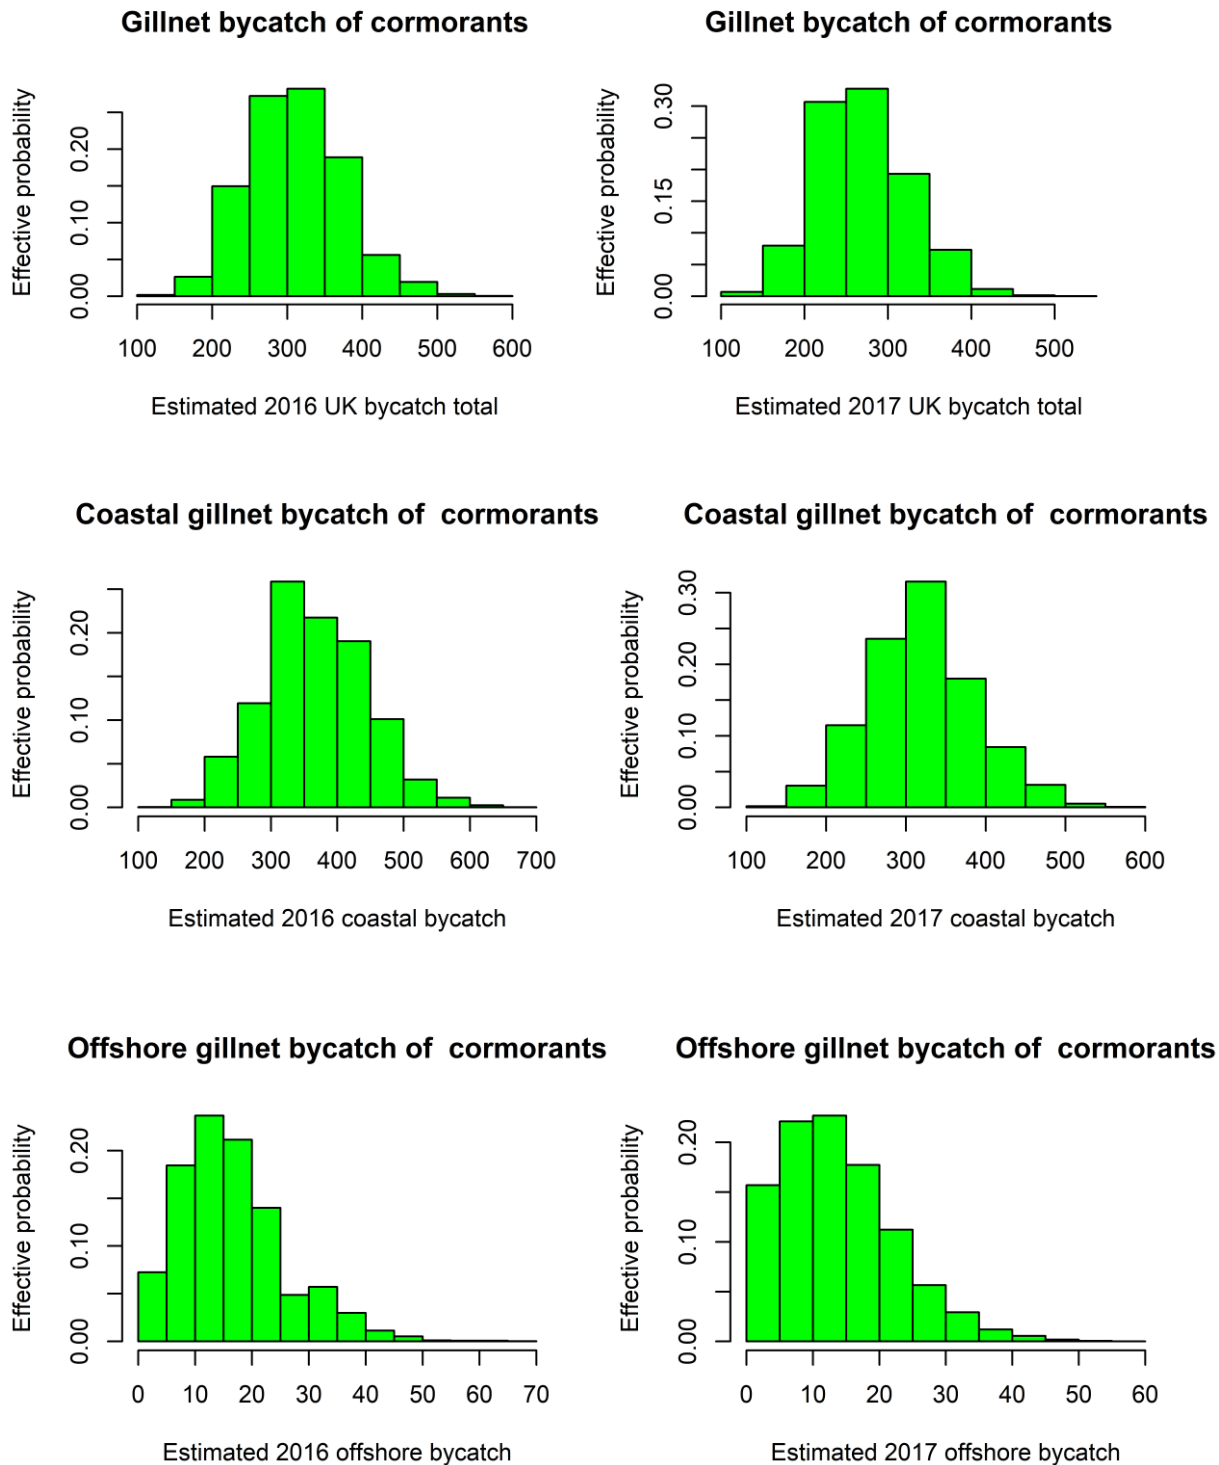 Gillnet bycatch of cormorants
Effective probability
0.00 0.10 0.20
100 200 300 400 500 600
Estimated 2016 UK bycatch total
Gillnet bycatch of cormorants
Effective probability
0.00 0.15 0.30
100 200 300 400 500
Estimated 2017 UK bycatch total
Coastal gillnet bycatch of cormorants
Effective probability
0.00 0.10 0.20
100 200 300 400 500 600 700
Estimated 2016 coastal bycatch
Coastal gillnet bycatch of cormorants
Effective probability
0.00 0.10 0.20 0.30
100 200 300 400 500 600
Estimated 2017 coastal bycatch
Offshore gillnet bycatch of cormorants
Effective probability
0.00 0.10 0.20
0 10 20 30 40 50 60 70
Estimated 2016 offshore bycatch
Offshore gillnet bycatch of cormorants
Effective probability
0.00 0.10 0.20
0 10 20 30 40 50 60
Estimated 2017 offshore bycatch